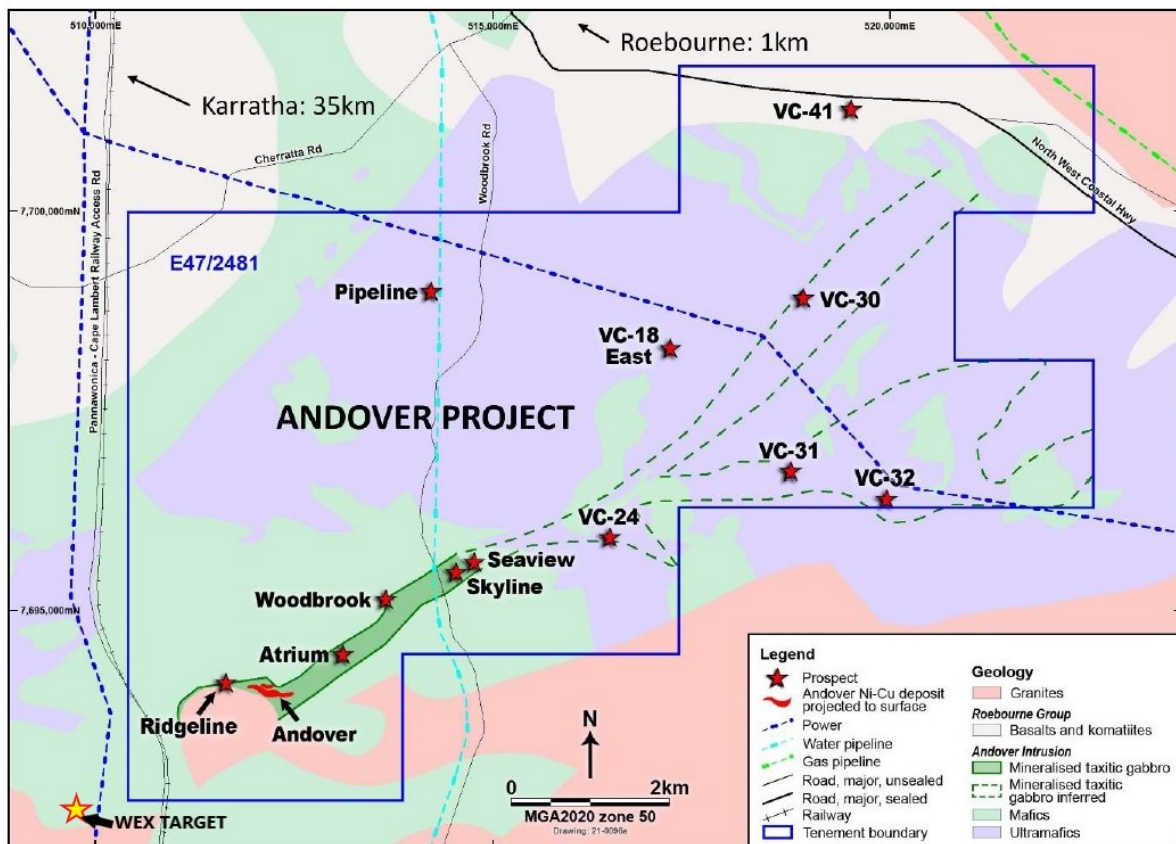 510,000mE
515,000mE
520,000mE
Roebourne: 1km
Karratha: 35km
Cherratta Rd
Woodbrook Rd
Pannawonica - Cape Lambert Railway Access Rd
North West Coastal Hwy
VC-41
7,700,000mN
E47/2481
Pipeline
VC-30
VC-18
East
ANDOVER PROJECT
VC-31
VC-32
VC-24
Seaview
Skyline
Woodbrook
7,695,000mN
Atrium
Ridgeline
Andover
WEX TARGET
N
0 2km
MGA2020 zone 50
Drawing: 21-0096a
Legend
Prospect
Andover Ni-Cu deposit
projected to surface
Power
Water pipeline
Gas pipeline
Road, major, unsealed
Road, major, sealed
Railway
Tenement boundary
Geology
Granites
Roebourne Group
Basalts and komatiites
Andover Intrusion
Mineralised taxitic gabbro
Mineralised taxitic
gabbro inferred
Mafics
Ultramafics